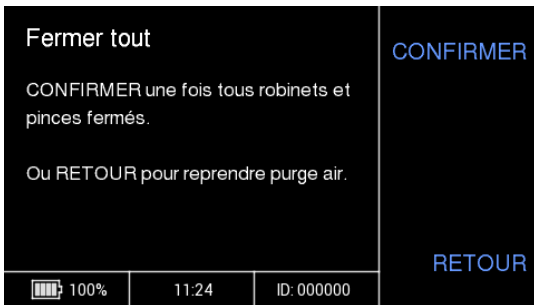 Fermer tout
CONFIRMER
CONFIRMER une fois tous robinets et
pinces fermés.
Ou RETOUR pour reprendre purge air.
RETOUR
100%
11:24
ID: 000000